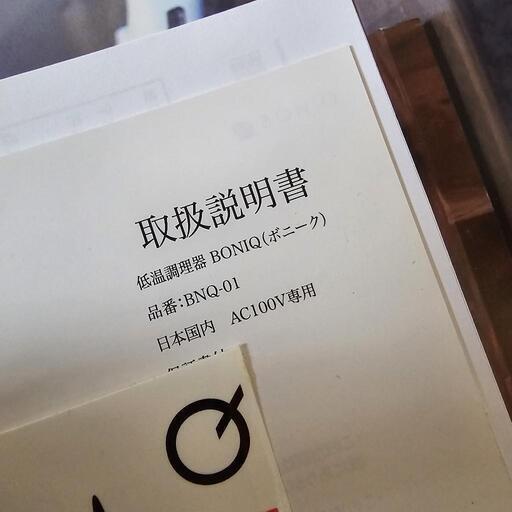 取扱説明書
低温調理器 BONIQ(ボニーク)
品番:BNQ-01
日本国内　AC100V専用
Q